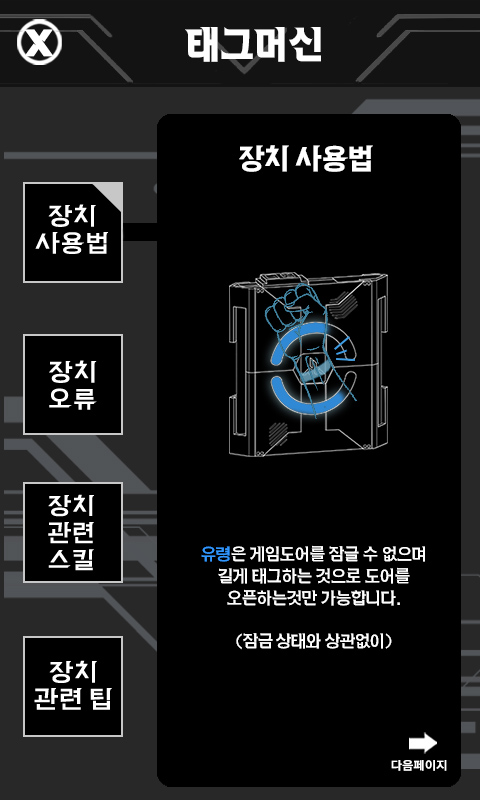 X
태그머신
장치 사용법
장치
사용법
장치
오류
장치
관련
스킬
장치
관련 팁
유령은 게임도어를 잠글 수 없으며
길게 태그하는 것으로 도어를
오픈하는것만 가능합니다.
(잠금 상태와 상관없이)
다음페이지